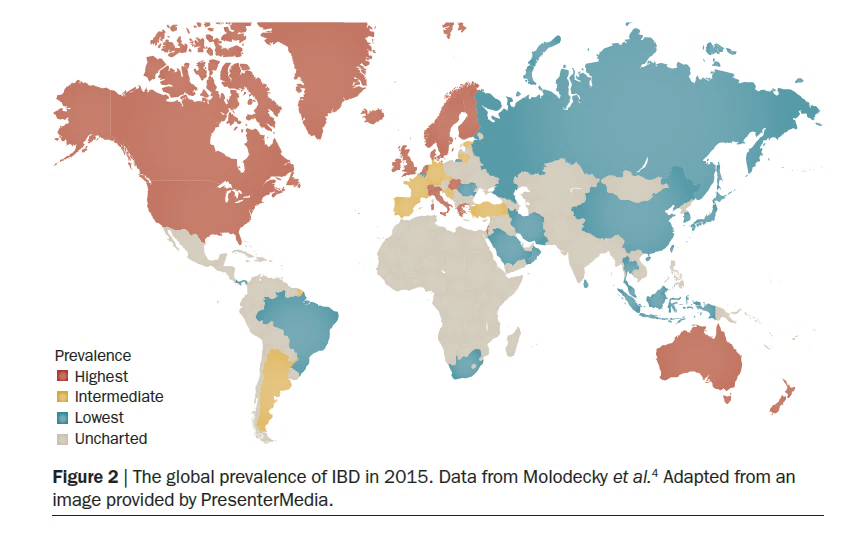 Prevalence
Highest
Intermediate
Lowest
Uncharted
Figure 2 | The global prevalence of IBD in 2015. Data from Molodecky et al.⁴ Adapted from an
image provided by PresenterMedia.